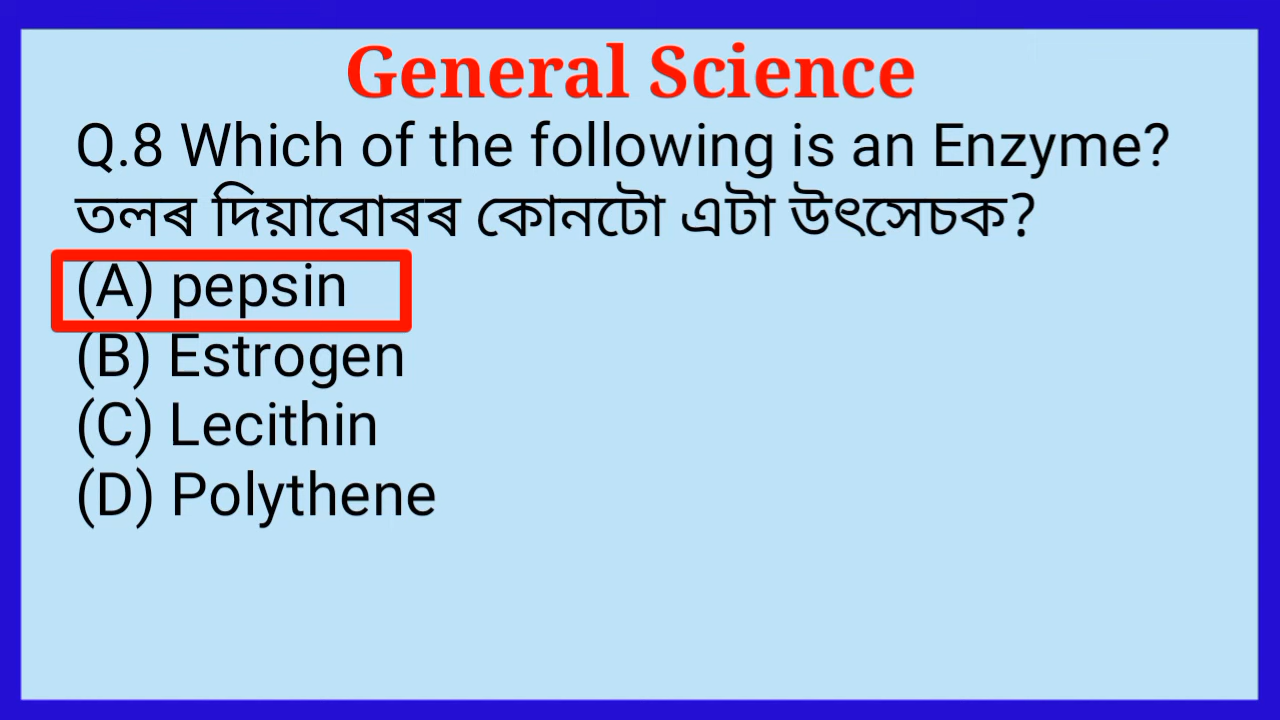 General Science
Q.8 Which of the following is an Enzyme?
তলৰ দিয়াবোৰৰ কোনটো এটা উৎসেচক?
(A) pepsin
(B) Estrogen
(C) Lecithin
(D) Polythene